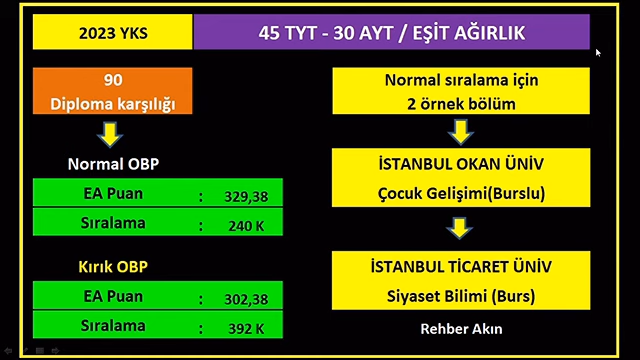 2023 YKS
45 TYT - 30 AYT / EŞİT AĞIRLIK
90
Diploma karşılığı
Normal OBP
EA Puan : 329,38
Sıralama : 240 K
Kırık OBP
EA Puan : 302,38
Sıralama : 392 K
Normal sıralama için
2 örnek bölüm
İSTANBUL OKAN ÜNİV
Çocuk Gelişimi(Burslu)
İSTANBUL TİCARET ÜNİV
Siyaset Bilimi (Burs)
Rehber Akın